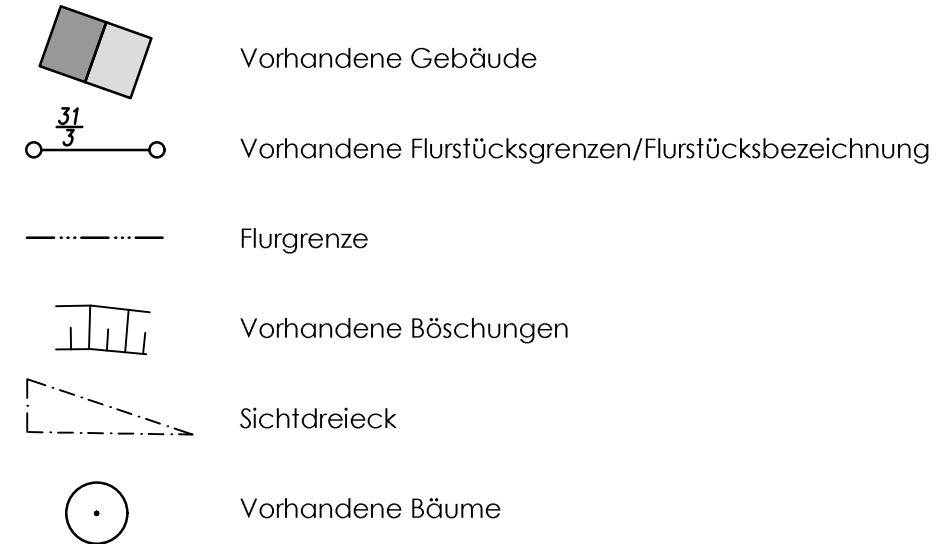 Vorhandene Gebäude
31
3
Vorhandene Flurstücksgrenzen/Flurstücksbezeichnung
Flurgrenze
Vorhandene Böschungen
Sichtdreieck
Vorhandene Bäume